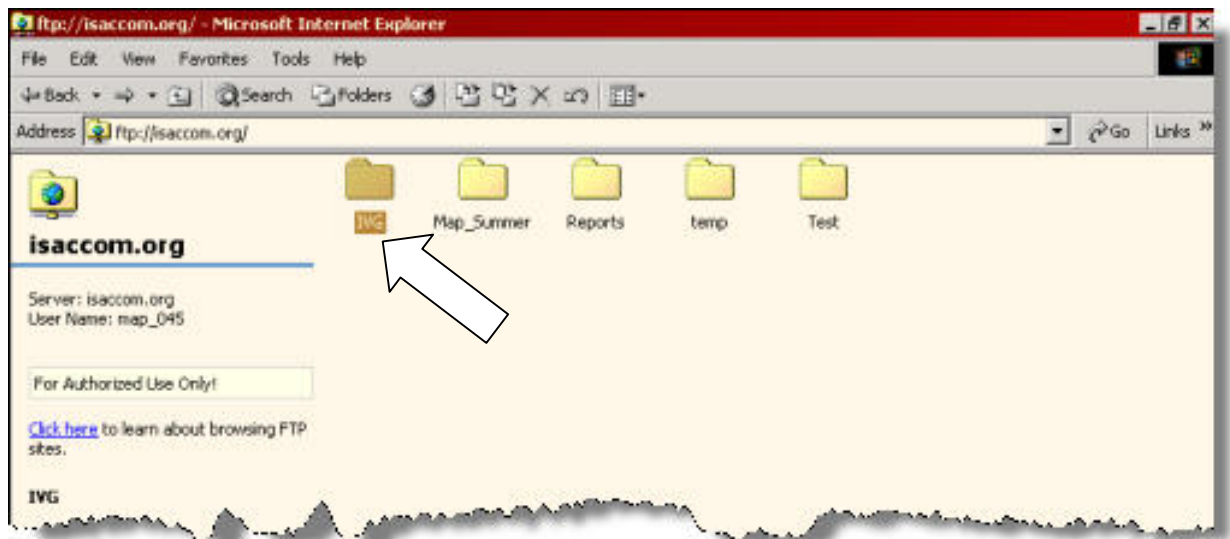 ftp://isaccom.org/ - Microsoft Internet Explorer
File Edit View Favorites Tools Help
Back Search Folders
Address ftp://isaccom.org/ Go Links »
IVG Map_Summer Reports temp Test
isaccom.org
Server: isaccom.org
User Name: map_045
For Authorized Use Only!
Click here to learn about browsing FTP
sites.
IVG